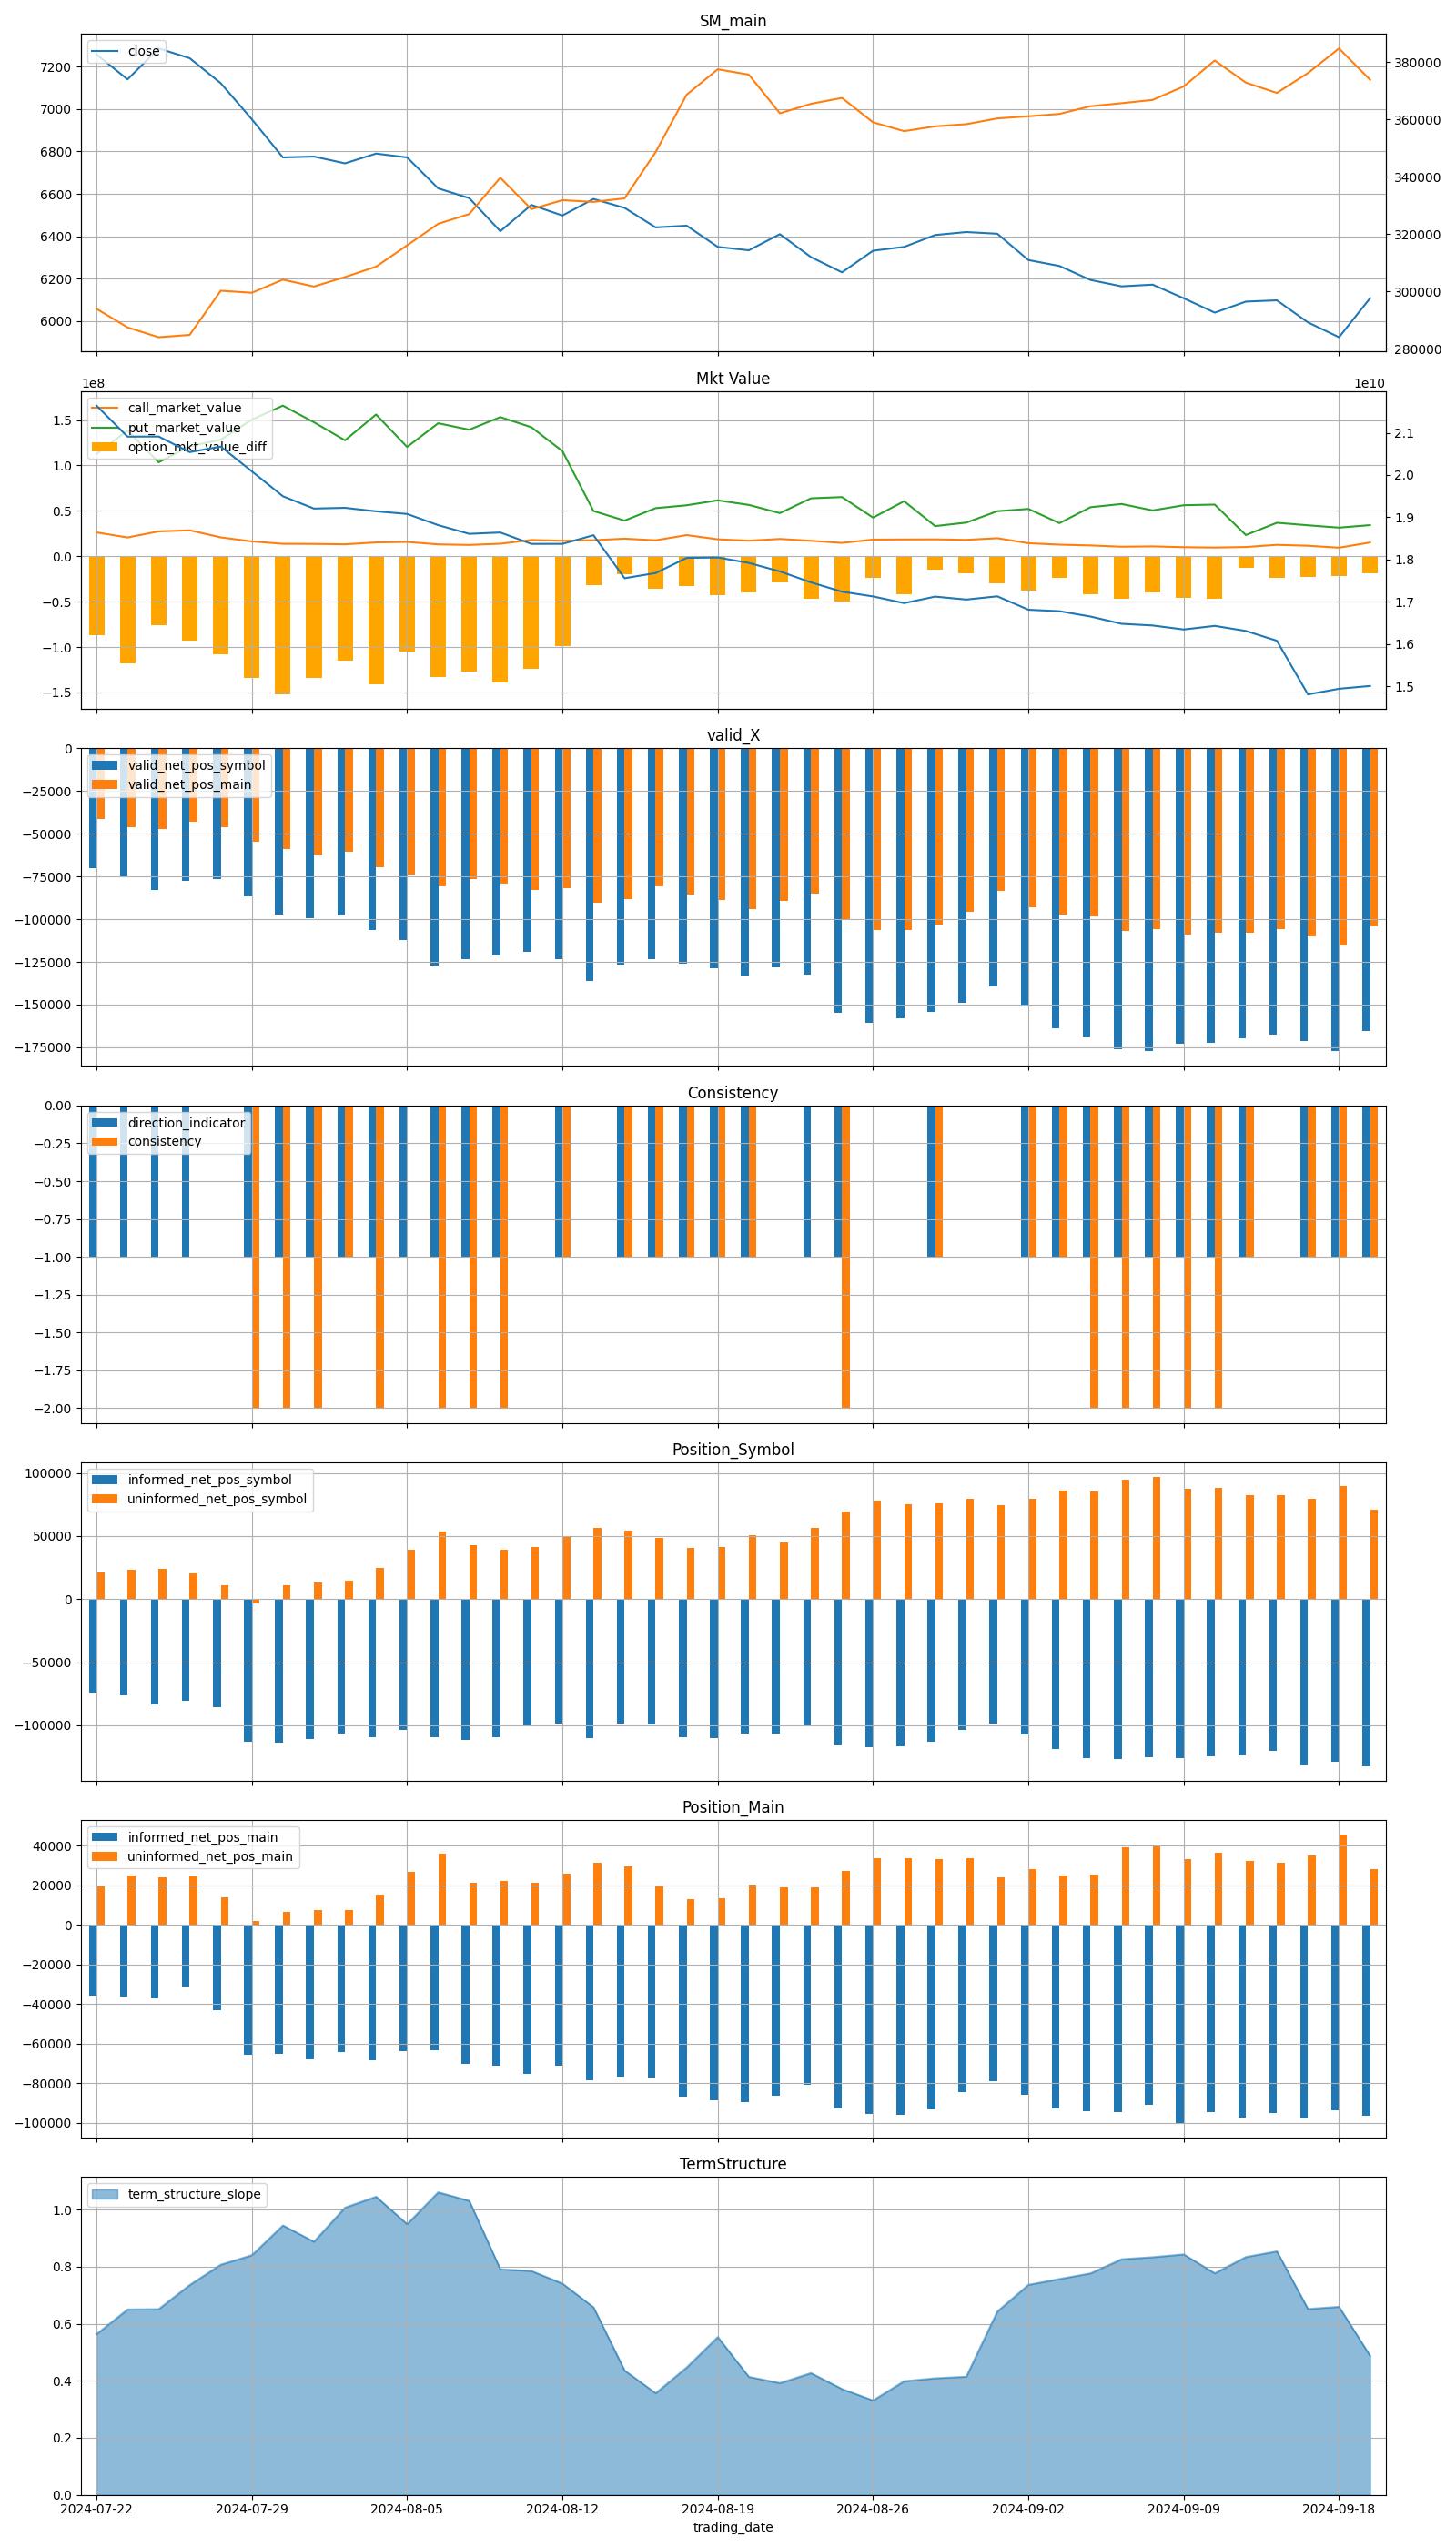 SM_main
close
7200
7000
6800
6600
6400
6200
6000
380000
360000
340000
320000
300000
280000
Mkt Value
1e8
1e10
call_market_value
put_market_value
option_mkt_value_diff
1.5
1.0
0.5
0.0
−0.5
−1.0
−1.5
2.1
2.0
1.9
1.8
1.7
1.6
1.5
valid_X
valid_net_pos_symbol
valid_net_pos_main
0
−25000
−50000
−75000
−100000
−125000
−150000
−175000
Consistency
direction_indicator
consistency
0.00
−0.25
−0.50
−0.75
−1.00
−1.25
−1.50
−1.75
−2.00
Position_Symbol
informed_net_pos_symbol
uninformed_net_pos_symbol
100000
50000
0
−50000
−100000
Position_Main
informed_net_pos_main
uninformed_net_pos_main
40000
20000
0
−20000
−40000
−60000
−80000
−100000
TermStructure
term_structure_slope
1.0
0.8
0.6
0.4
0.2
0.0
2024-07-22 2024-07-29 2024-08-05 2024-08-12 2024-08-19 2024-08-26 2024-09-02 2024-09-09 2024-09-18
trading_date